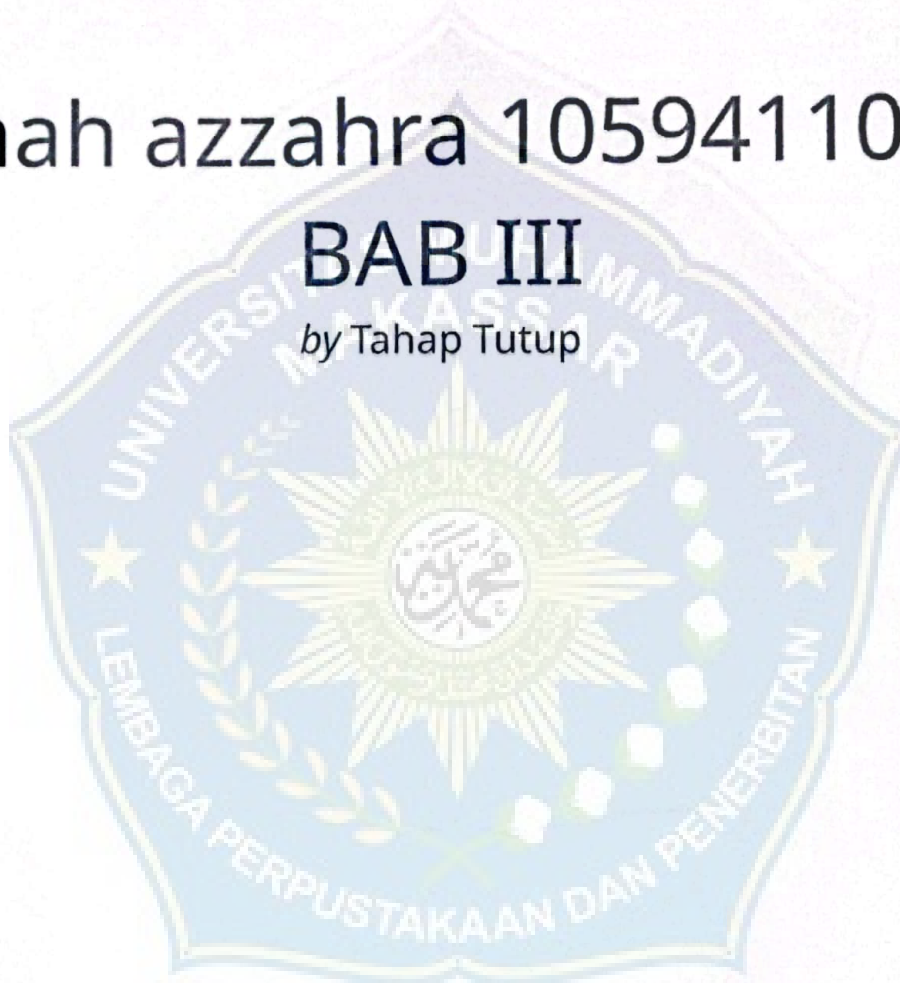 ah azzahra 10594110
BAB III
by Tahap Tutup
UNIVERSITAS MUHAMMADIYAH
MAKASSAR
LEMBAGA PERPUSTAKAAN DAN PENERBITAN